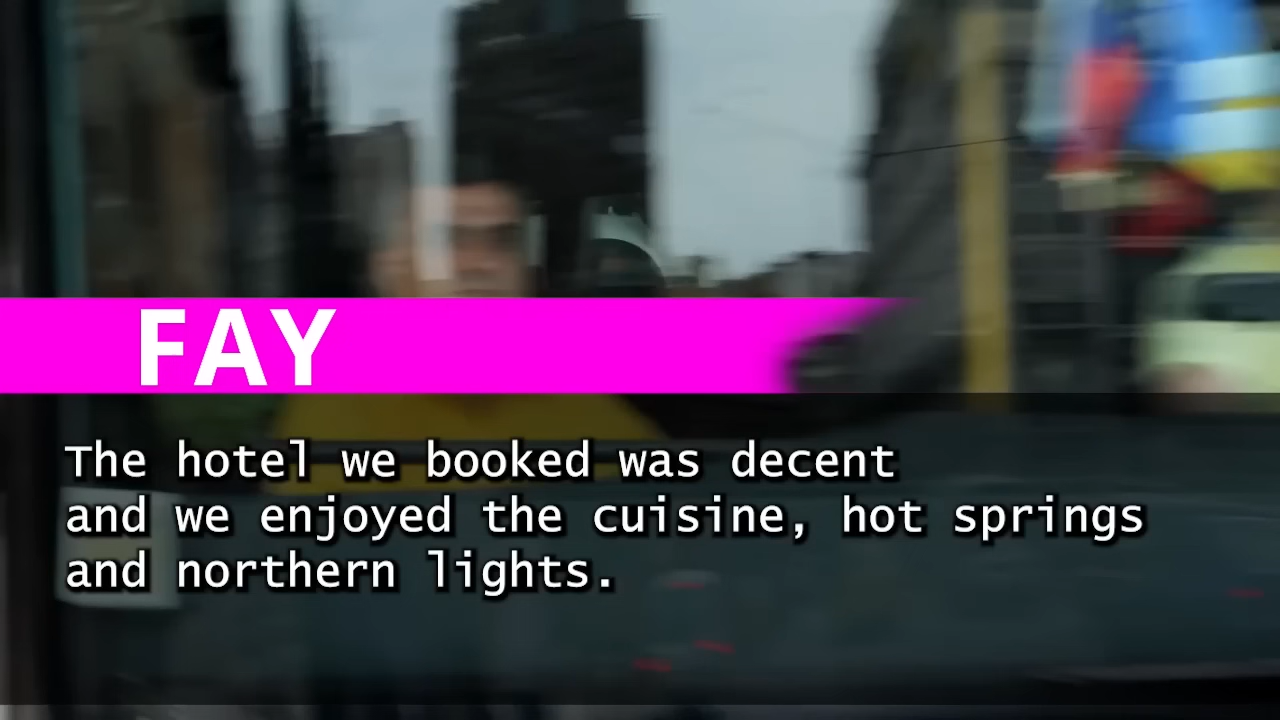 FAY
The hotel we booked was decent
and we enjoyed the cuisine, hot springs
and northern lights.